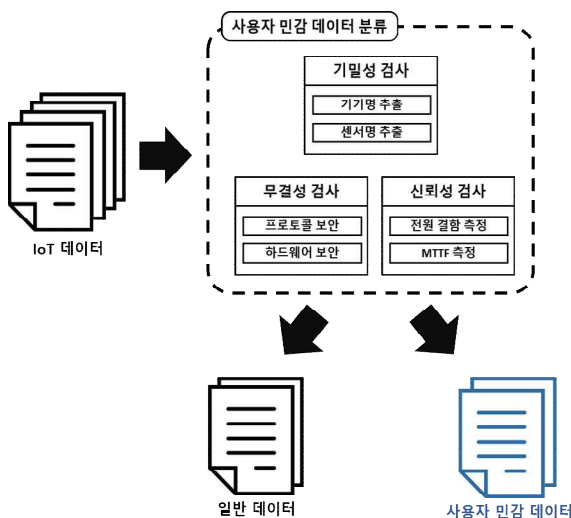 사용자 민감 데이터 분류
기밀성 검사
기기명 추출
센서명 추출
무결성 검사
프로토콜 보안
하드웨어 보안
신뢰성 검사
전원 결함 측정
MTTF 측정
IoT 데이터
일반 데이터
사용자 민감 데이터